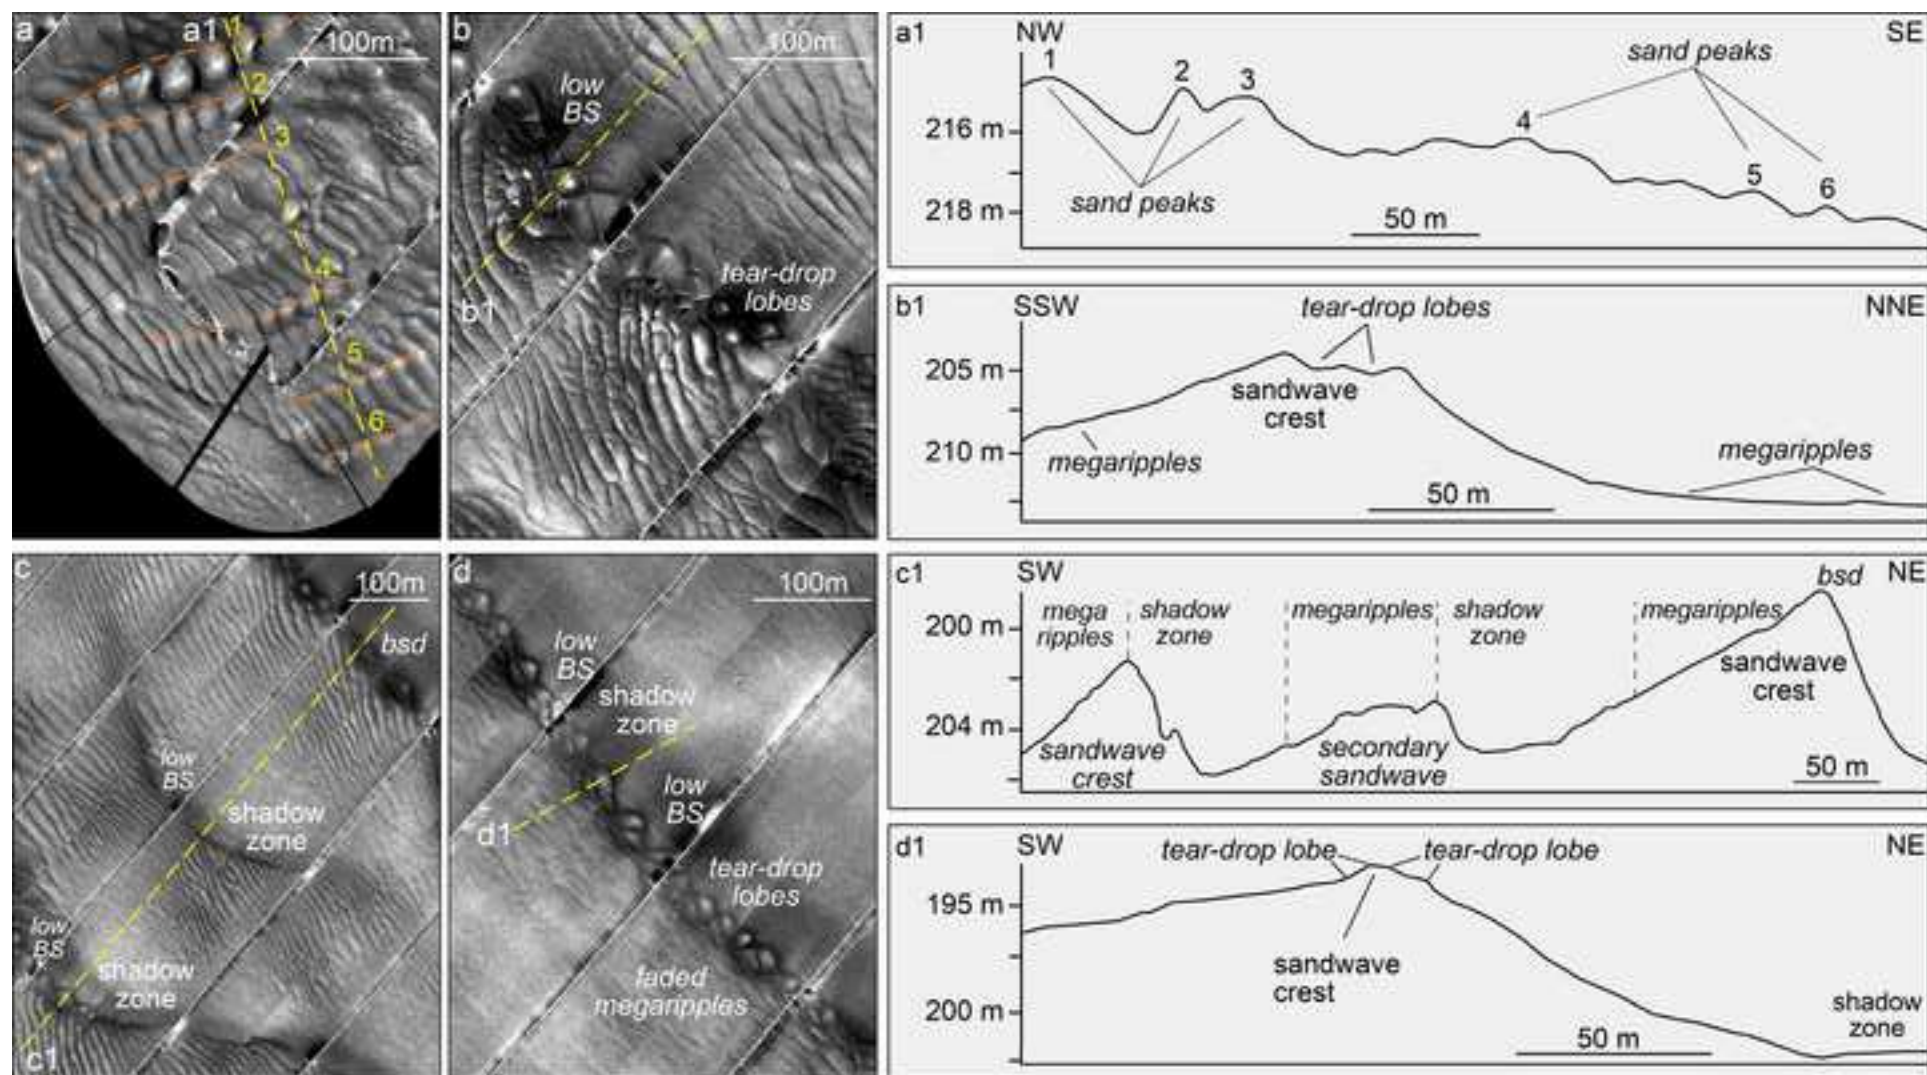 a
a1
1
100m
2
3
4
5
6
b
100m
low
BS
tear-drop
lobes
b1
a1
NW
SE
1
2
3
sand peaks
4
5
6
216 m
218 m
sand peaks
50 m
b1
SSW
NNE
tear-drop lobes
205 m
sandwave
crest
210 m
megaripples
megaripples
50 m
c
100m
bsd
low
BS
shadow
zone
low
BS
shadow
zone
c1
d
100m
low
BS
shadow
zone
low
BS
d1
tear-drop
lobes
faded
megaripples
c1
SW
bsd
NE
mega
ripples
shadow
zone
megaripples
shadow
zone
megaripples
200 m
204 m
sandwave
crest
secondary
sandwave
sandwave
crest
50 m
d1
SW
tear-drop lobe
tear-drop lobe
NE
195 m
sandwave
crest
200 m
50 m
shadow
zone